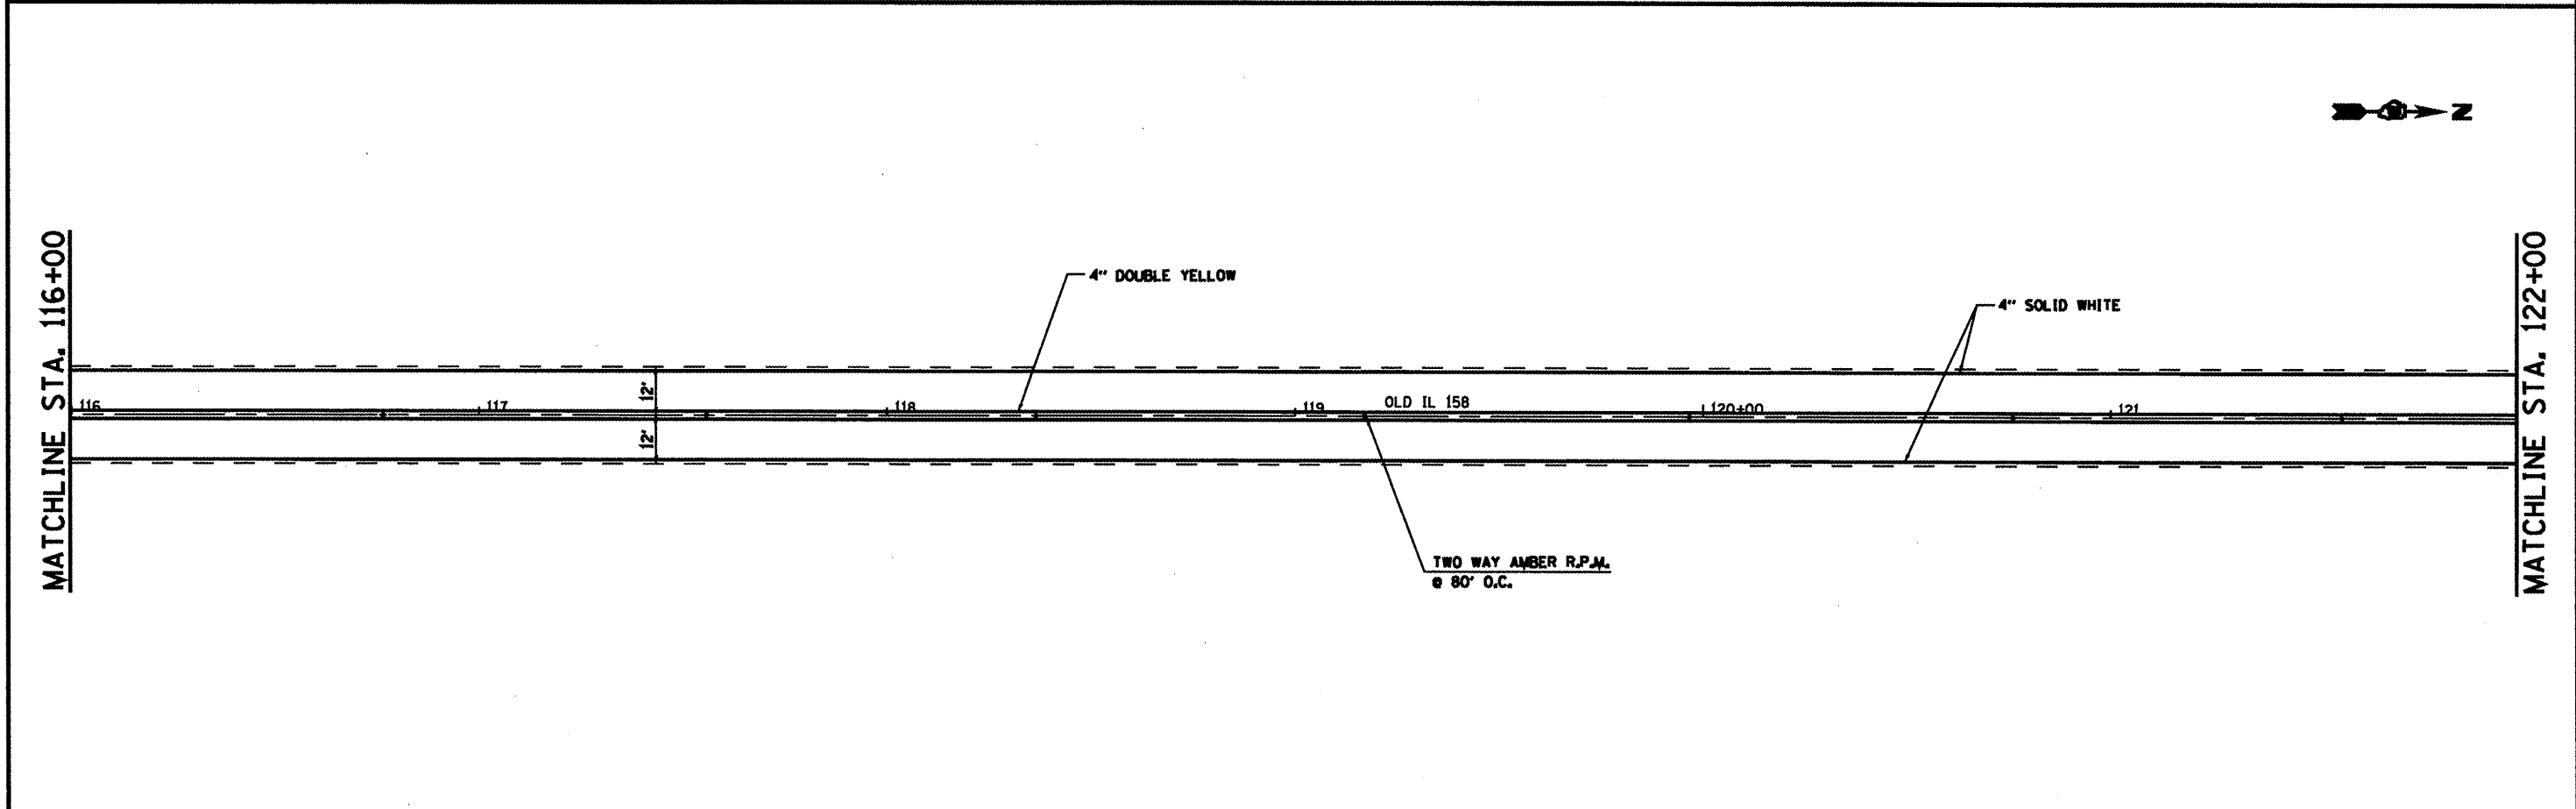 N
MATCHLINE STA. 116+00
4" DOUBLE YELLOW
4" SOLID WHITE
MATCHLINE STA. 122+00
12'
116
117
118
119
OLD IL 158
120+00
121
12'
TWO WAY AMBER R.P.M.
@ 80' O.C.